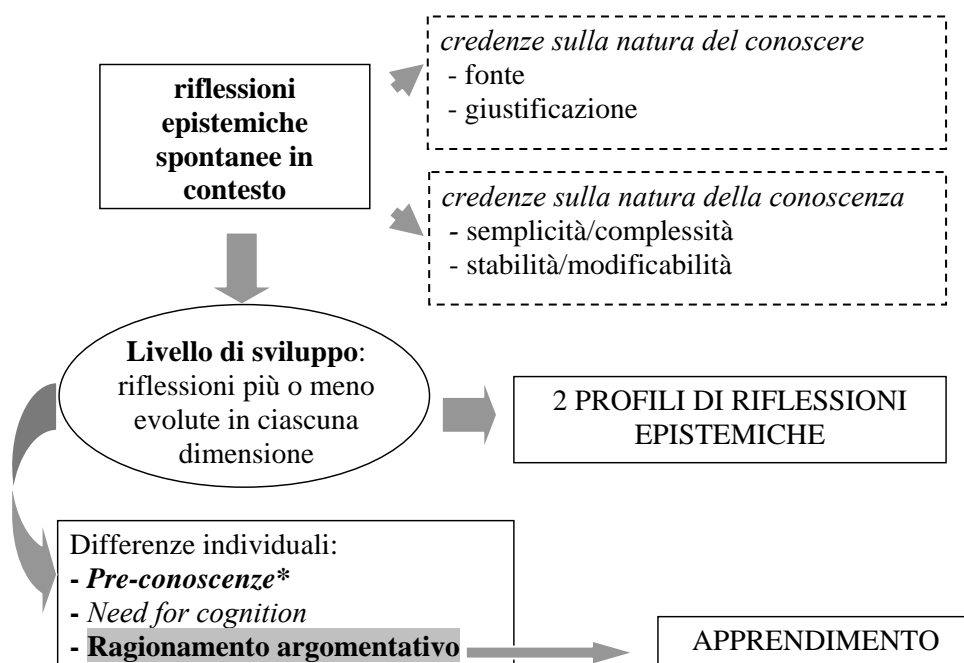 riflessioni
epistemiche
spontanee in
contesto
credenze sulla natura del conoscere
- fonte
- giustificazione
credenze sulla natura della conoscenza
- semplicità/complessità
- stabilità/modificabilità
Livello di sviluppo:
riflessioni più o meno
evolute in ciascuna
dimensione
2 PROFILI DI RIFLESSIONI
EPISTEMICHE
Differenze individuali:
- Pre-conoscenze*
- Need for cognition
- Ragionamento argomentativo
APPRENDIMENTO